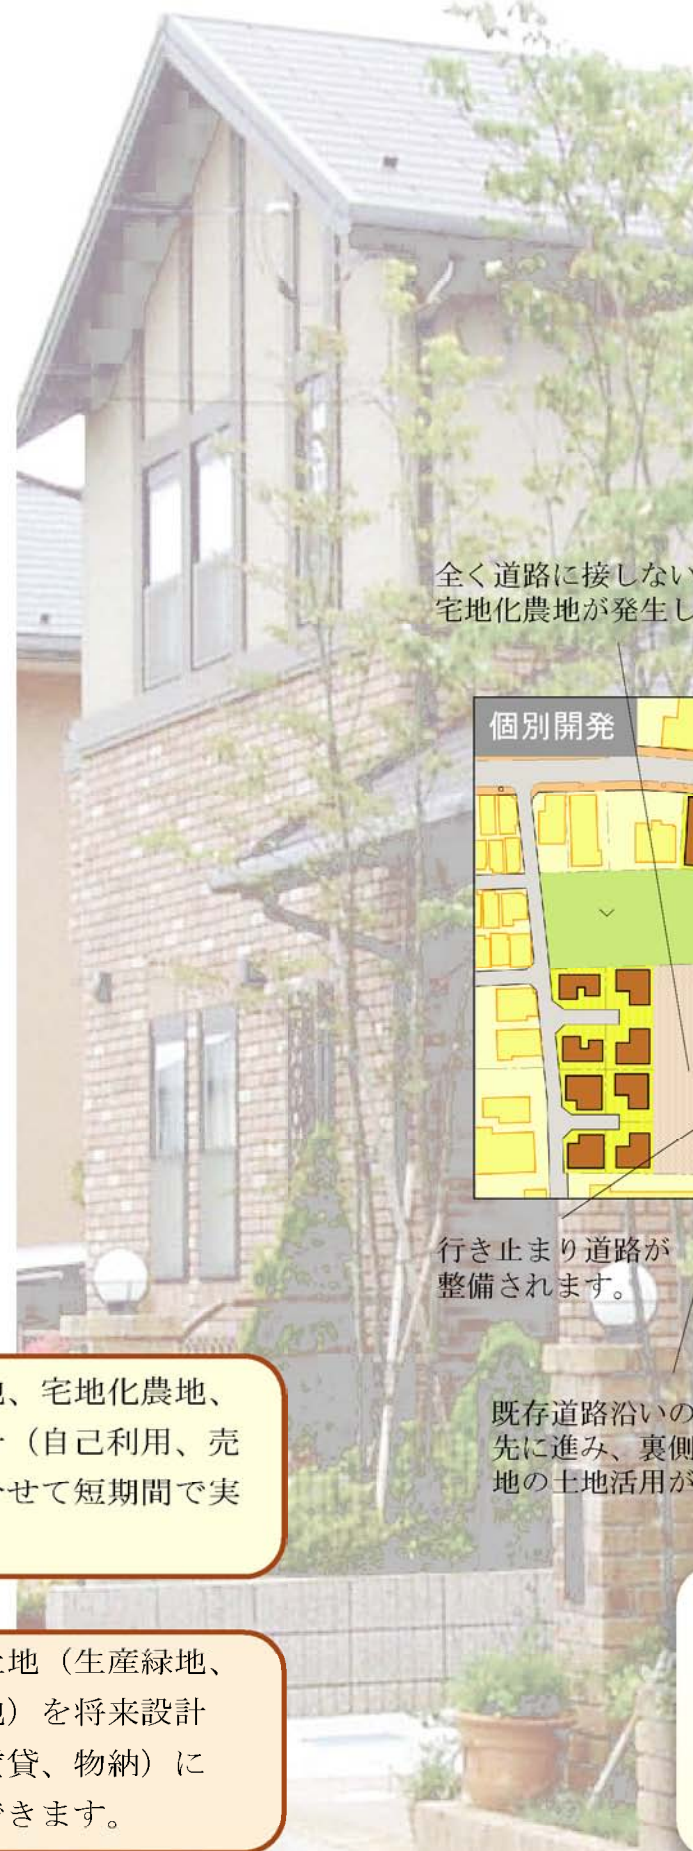 全く道路に接しない
宅地化農地が発生し
個別開発
行き止まり道路が
整備されます。
既存道路沿いの
先に進み、裏側
地の土地活用が
、宅地化農地、
（自己利用、売
せて短期間で実
地（生産緑地、
）を将来設計
貸、物納）に
できます。